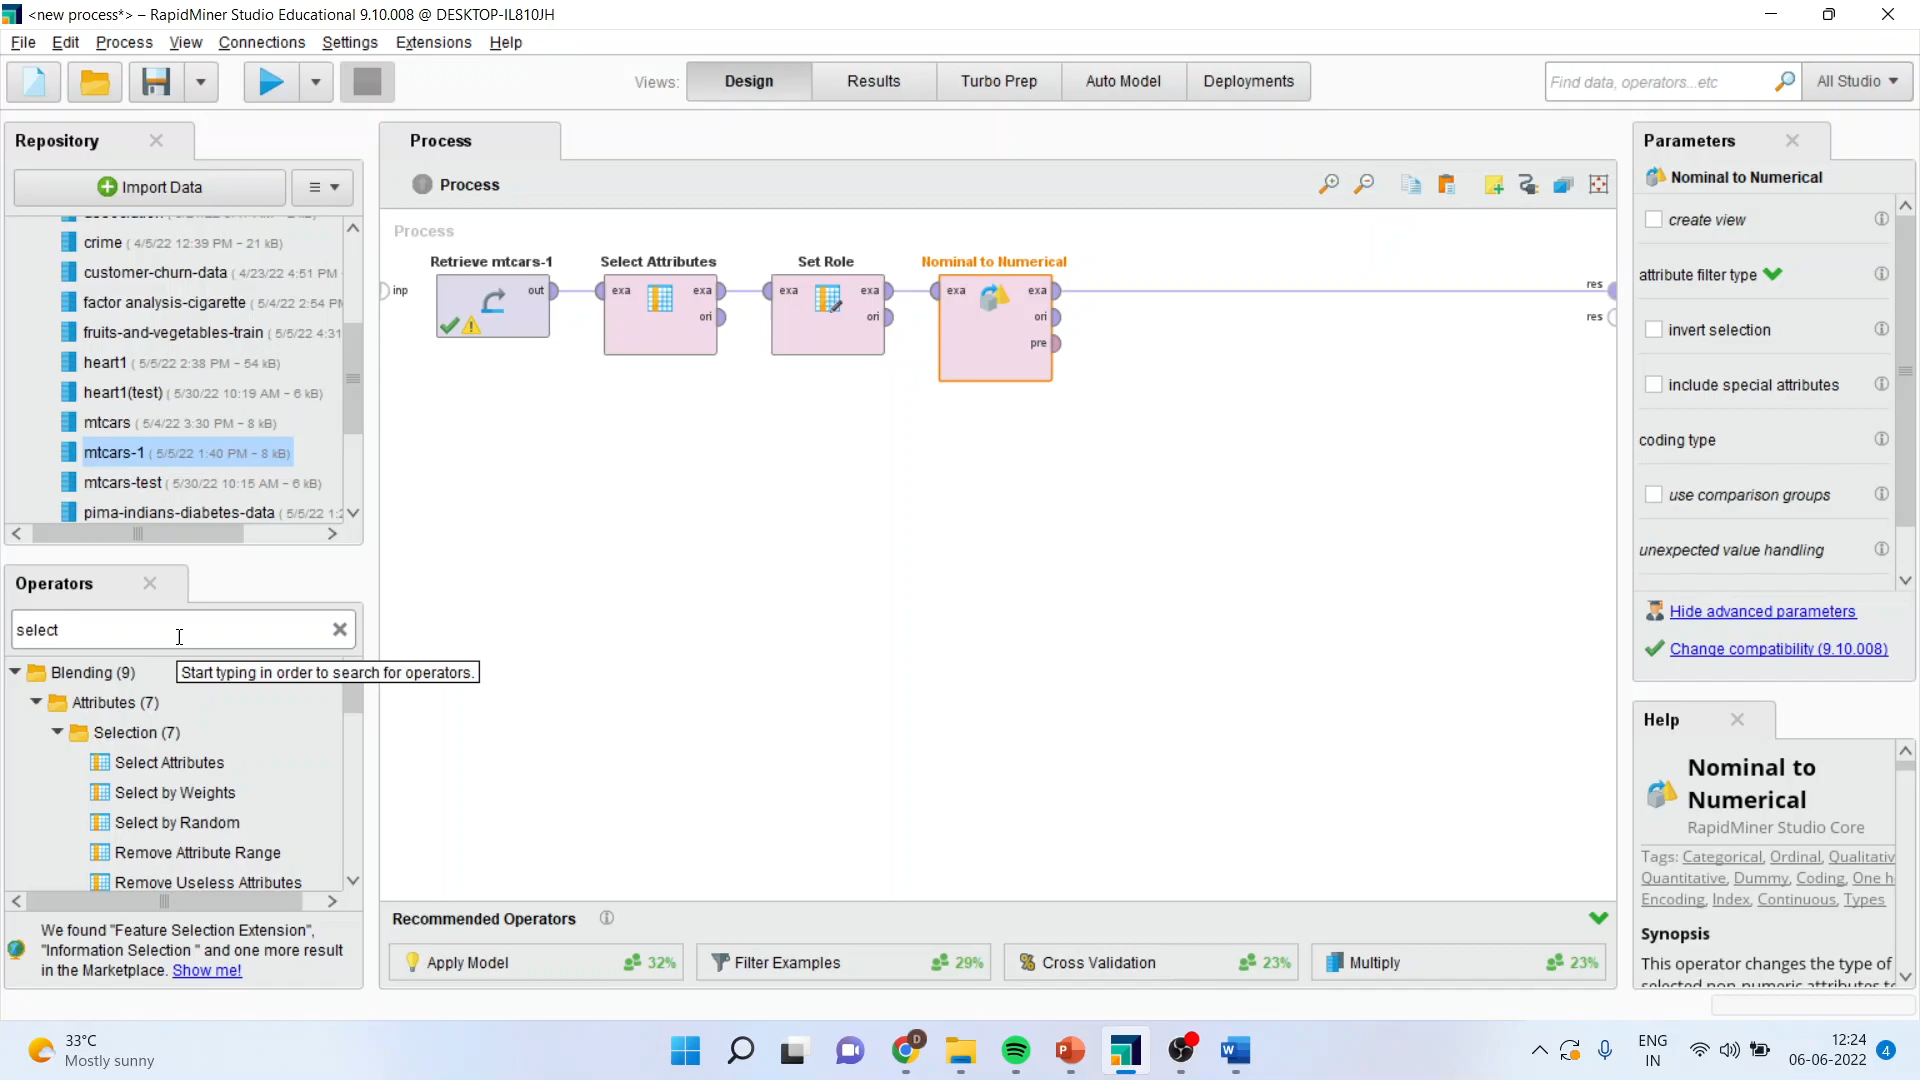 <new process*> – RapidMiner Studio Educational 9.10.008 @ DESKTOP-IL810JH
File Edit Process View Connections Settings Extensions Help
Views: Design Results Turbo Prep Auto Model Deployments
Find data, operators...etc All Studio
Repository
Import Data
crime ( 4/5/22 12:39 PM – 21 kB)
customer-churn-data ( 4/23/22 4:51 PM
factor analysis-cigarette ( 5/4/22 2:54 PM
fruits-and-vegetables-train ( 5/5/22 4:31
heart1 ( 5/5/22 2:38 PM – 54 kB)
heart1(test) ( 5/30/22 10:19 AM – 6 kB)
mtcars ( 5/4/22 3:30 PM – 8 kB)
mtcars-1 ( 5/5/22 1:40 PM – 8 kB)
mtcars-test ( 5/30/22 10:15 AM – 6 kB)
pima-indians-diabetes-data ( 5/5/22 1:2
Operators
select
Start typing in order to search for operators.
Blending (9)
Attributes (7)
Selection (7)
Select Attributes
Select by Weights
Select by Random
Remove Attribute Range
Remove Useless Attributes
We found "Feature Selection Extension",
"Information Selection " and one more result
in the Marketplace. Show me!
Process
Process
Process
Retrieve mtcars-1 Select Attributes Set Role Nominal to Numerical
inp out exa exa exa exa exa exa res
ori ori ori res
pre
Recommended Operators
Apply Model 32% Filter Examples 29% Cross Validation 23% Multiply 23%
Parameters
Nominal to Numerical
create view
attribute filter type
invert selection
include special attributes
coding type
use comparison groups
unexpected value handling
Hide advanced parameters
Change compatibility (9.10.008)
Help
Nominal to
Numerical
RapidMiner Studio Core
Tags: Categorical, Ordinal, Qualitativ
Quantitative, Dummy, Coding, One h
Encoding, Index, Continuous, Types
Synopsis
This operator changes the type of
selected non-numeric attributes to
33°C
Mostly sunny
ENG
IN
12:24
06-06-2022
4